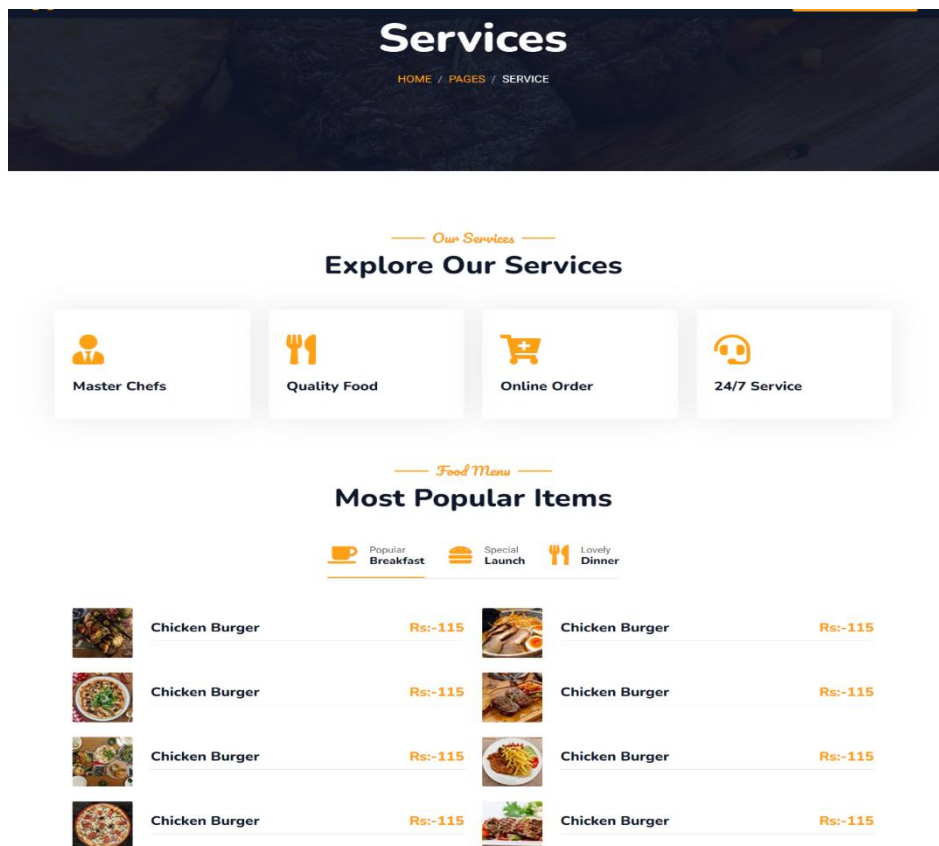 Services
HOME / PAGES / SERVICE
Our Services
Explore Our Services
Master Chefs
Quality Food
Online Order
24/7 Service
Food Menu
Most Popular Items
Popular
Breakfast
Special
Launch
Lovely
Dinner
Chicken Burger Rs:-115
Chicken Burger Rs:-115
Chicken Burger Rs:-115
Chicken Burger Rs:-115
Chicken Burger Rs:-115
Chicken Burger Rs:-115
Chicken Burger Rs:-115
Chicken Burger Rs:-115